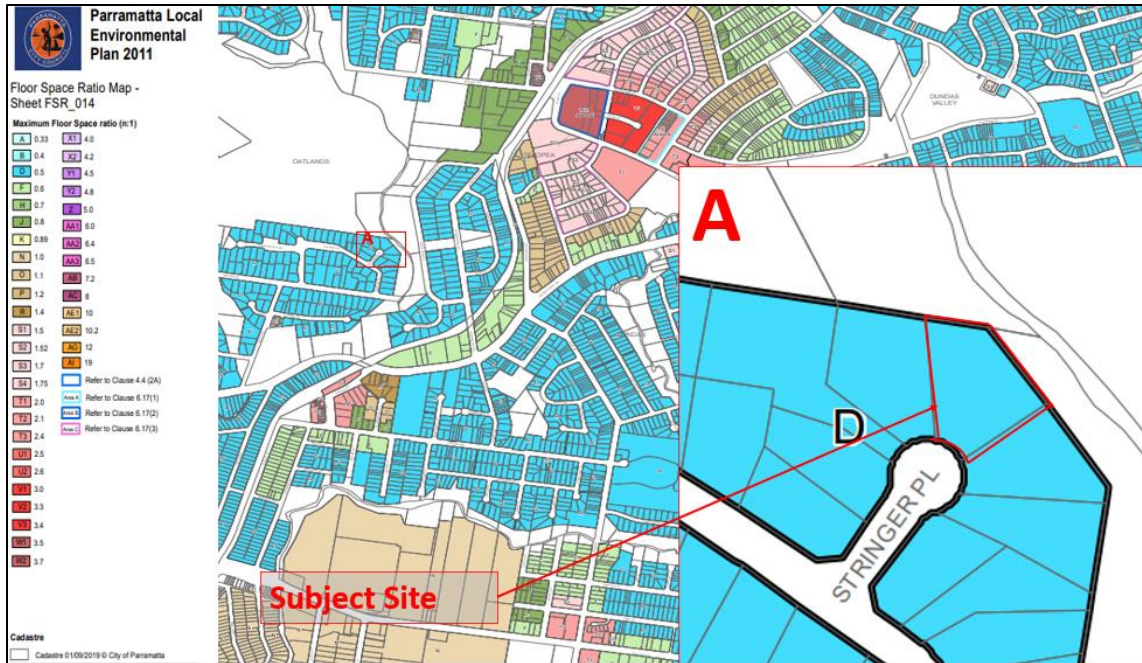 PARRAMATTA
CITY COUNCIL
Parramatta Local
Environmental
Plan 2011
Floor Space Ratio Map -
Sheet FSR_014
Maximum Floor Space ratio (n:1)
A 0.33
B 0.4
D 0.5
F 0.6
H 0.7
J 0.8
K 0.89
N 1.0
O 1.1
P 1.2
R 1.4
S1 1.5
S2 1.52
S3 1.7
S4 1.75
T1 2.0
T2 2.1
T3 2.4
U1 2.5
U2 2.6
V1 3.0
V2 3.3
V3 3.4
W1 3.5
W2 3.7
X1 4.0
X2 4.2
Y1 4.5
Y2 4.8
Z 5.0
AA1 6.0
AA2 6.4
AA3 6.5
AB 7.2
AC 8
AE1 10
AE2 10.2
AG 12
AI 19
Refer to Clause 4.4 (2A)
Area A Refer to Clause 6.17(1)
Area B Refer to Clause 6.17(2)
Area C Refer to Clause 6.17(3)
Cadastre
Cadastre 01/09/2019 © City of Parramatta
OATLANDS
TELOPEA
DUNDAS
VALLEY
A
A
D
STRINGER PL
Subject Site